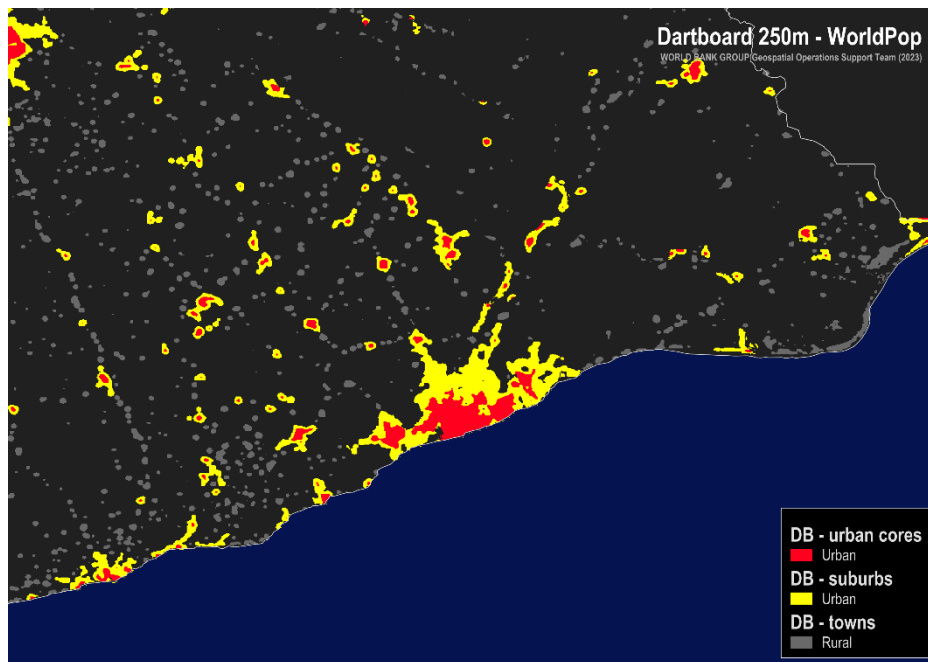 Dartboard 250m - WorldPop
WORLD BANK GROUP Geospatial Operations Support Team (2023)
DB - urban cores
Urban
DB - suburbs
Urban
DB - towns
Rural